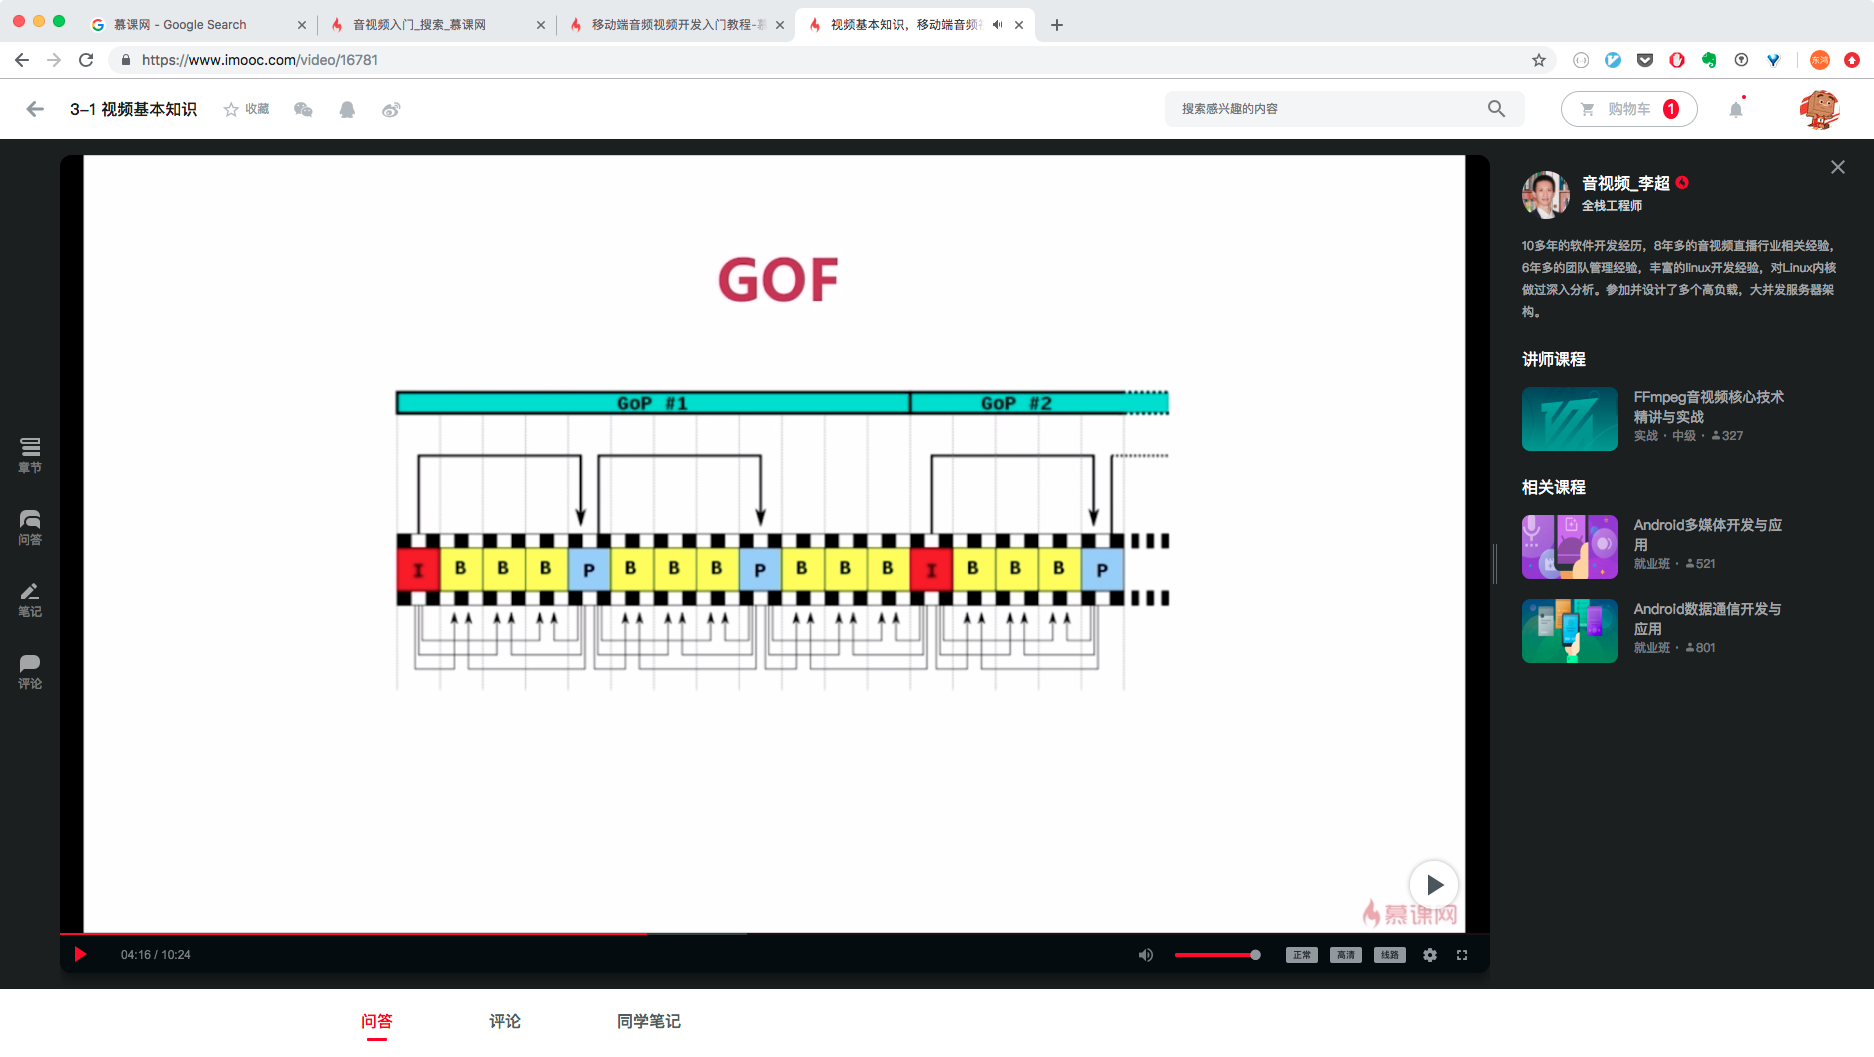 慕课网 - Google Search
音视频入门_搜索_慕课网
移动端音频视频开发入门教程-慕
视频基本知识，移动端音频视
https://www.imooc.com/video/16781
东鸿
3-1 视频基本知识
收藏
搜索感兴趣的内容
购物车 1
GOF
GoP #1 GoP #2
I B B B P B B B P B B B I B B B P
慕课网
04:16 / 10:24
正常 高清 线路
章节
问答
笔记
评论
音视频_李超
全栈工程师
10多年的软件开发经历，8年多的音视频直播行业相关经验，
6年多的团队管理经验，丰富的linux开发经验，对Linux内核
做过深入分析。参加并设计了多个高负载，大并发服务器架
构。
讲师课程
FFmpeg音视频核心技术
精讲与实战
实战 · 中级 · 327
相关课程
Android多媒体开发与应
用
就业班 · 521
Android数据通信开发与
应用
就业班 · 801
问答 评论 同学笔记